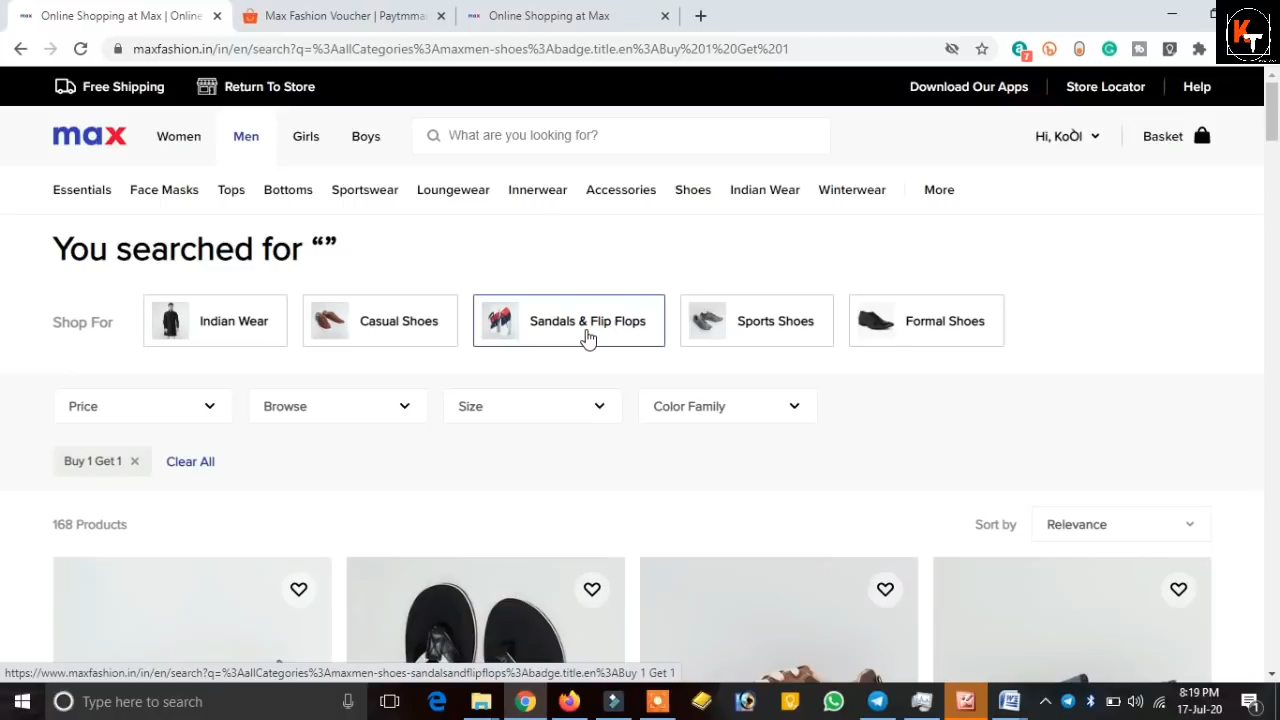 max Online Shopping at Max | Online
Max Fashion Voucher | Paytmma
max Online Shopping at Max
maxfashion.in/in/en/search?q=%3AallCategories%3Amaxmen-shoes%3Abadge.title.en%3ABuy%201%20Get%201
7
KT
Free Shipping
Return To Store
Download Our Apps
Store Locator
Help
max
Women
Men
Girls
Boys
What are you looking for?
Hi, KoÒl
Basket
Essentials
Face Masks
Tops
Bottoms
Sportswear
Loungewear
Innerwear
Accessories
Shoes
Indian Wear
Winterwear
More
You searched for “”
Shop For
Indian Wear
Casual Shoes
Sandals & Flip Flops
Sports Shoes
Formal Shoes
Price
Browse
Size
Color Family
Buy 1 Get 1
Clear All
168 Products
Sort by
Relevance
https://www.maxfashion.in/in/en/search?q=%3AallCategories%3Amaxmen-shoes-sandalsandflipflops%3Abadge.title.en%3ABuy 1 Get 1
Type here to search
8:19 PM
17-Jul-20
1